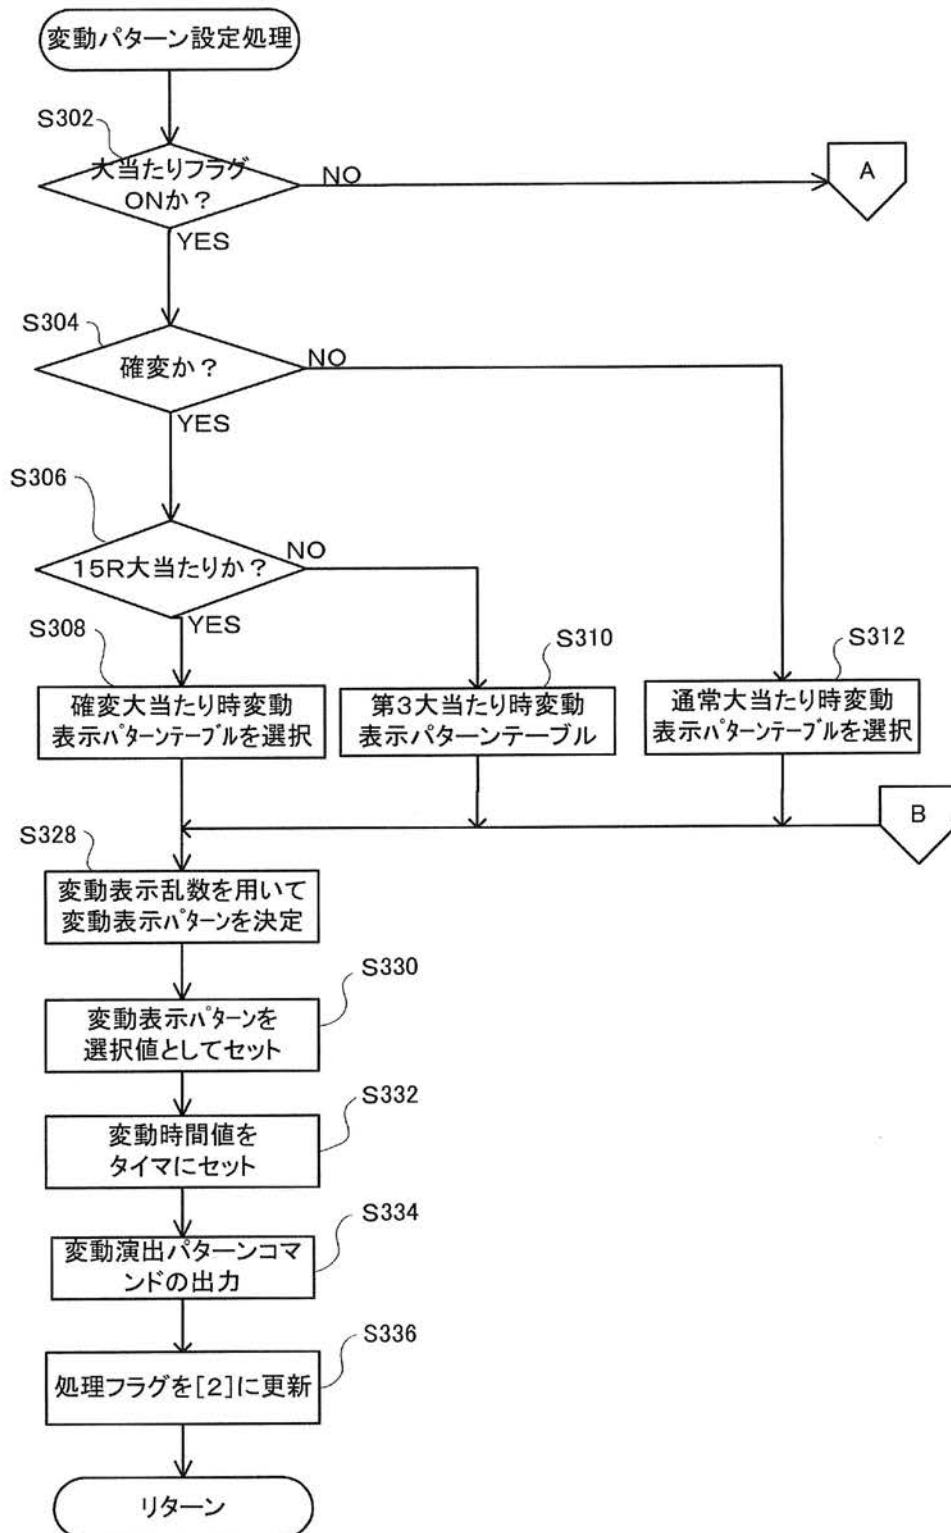 変動パターン設定処理
S302
大当たりフラグ
ONか？
NO
A
YES
S304
確変か？
NO
YES
S306
15R大当たりか？
NO
YES
S308
確変大当たり時変動
表示パターンテーブルを選択
S310
第3大当たり時変動
表示パターンテーブル
S312
通常大当たり時変動
表示パターンテーブルを選択
B
S328
変動表示乱数を用いて
変動表示パターンを決定
S330
変動表示パターンを
選択値としてセット
S332
変動時間値を
タイマにセット
S334
変動演出パターンコマ
ンドの出力
S336
処理フラグを[2]に更新
リターン